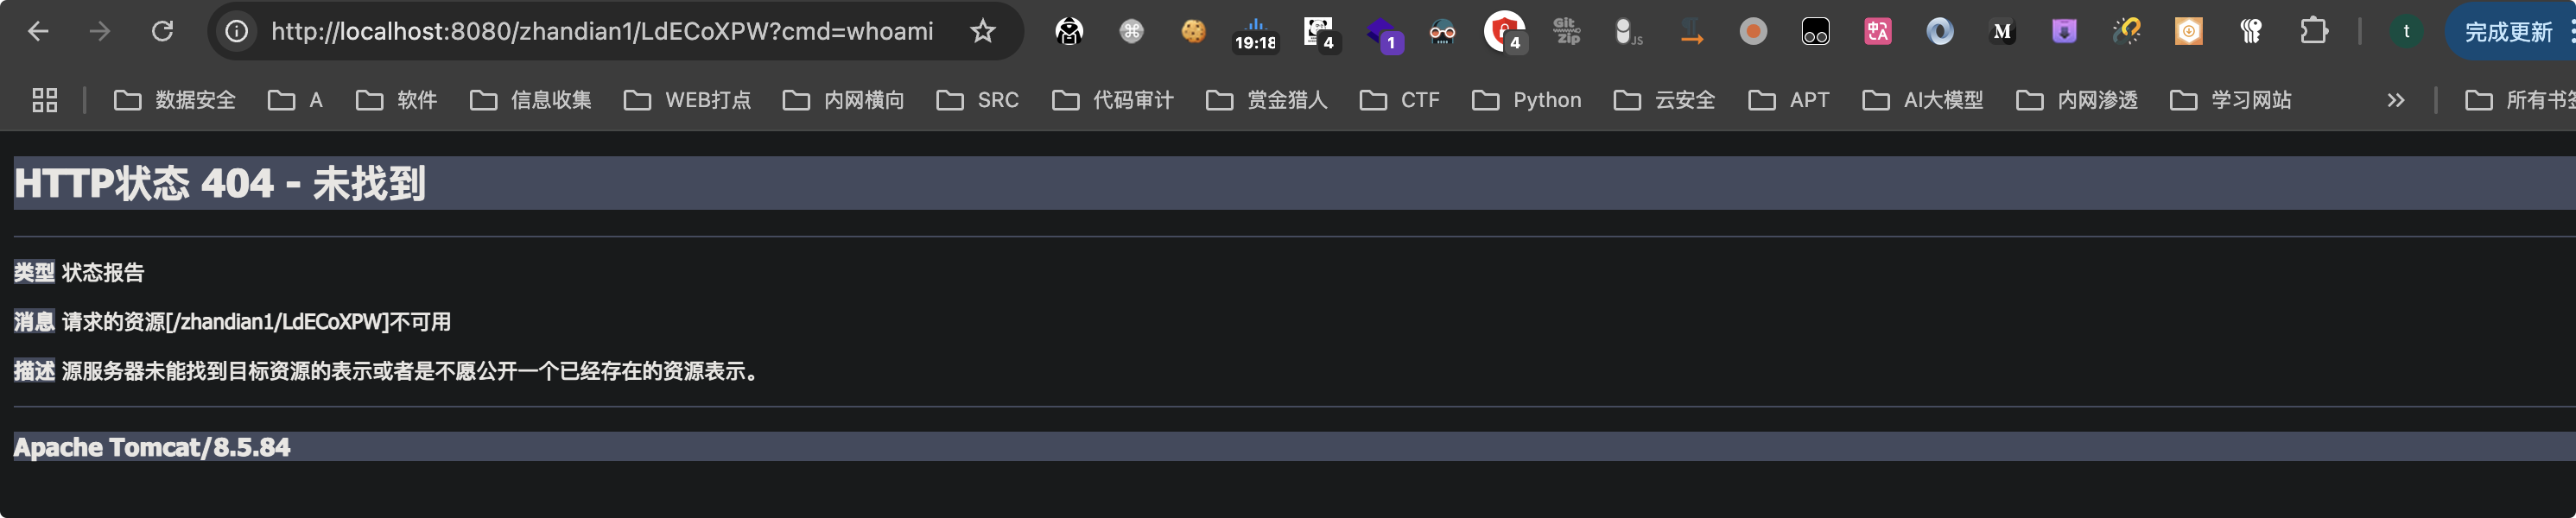 http://localhost:8080/zhandian1/LdECoXPW?cmd=whoami
19:18
4
1
4
Git Zip
JS
中A
M
t
完成更新
数据安全 A 软件 信息收集 WEB打点 内网横向 SRC 代码审计 赏金猎人 CTF Python 云安全 APT AI大模型 内网渗透 学习网站 所有书签
HTTP状态 404 - 未找到
类型 状态报告
消息 请求的资源[/zhandian1/LdECoXPW]不可用
描述 源服务器未能找到目标资源的表示或者是不愿公开一个已经存在的资源表示。
Apache Tomcat/8.5.84